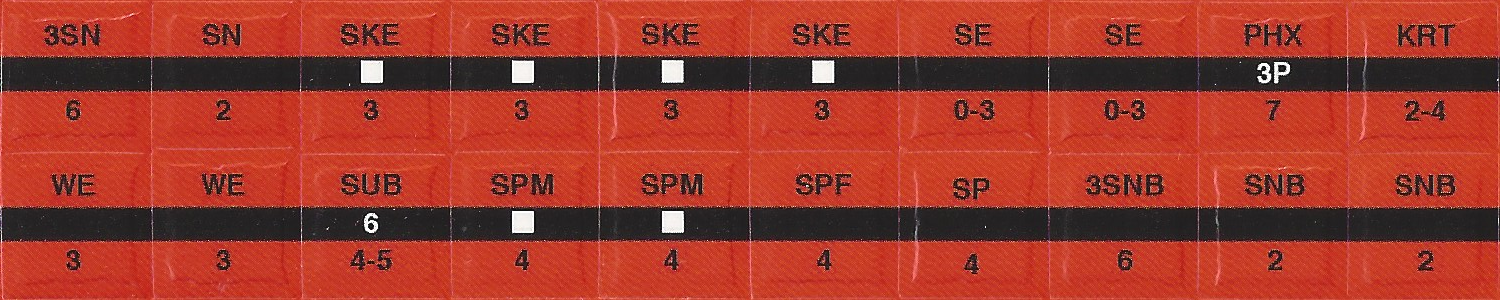 3SN SN SKE SKE SKE SKE SE SE PHX KRT
3P
6 2 3 3 3 3 0-3 0-3 7 2-4
WE WE SUB SPM SPM SPF SP 3SNB SNB SNB
6
3 3 4-5 4 4 4 4 6 2 2